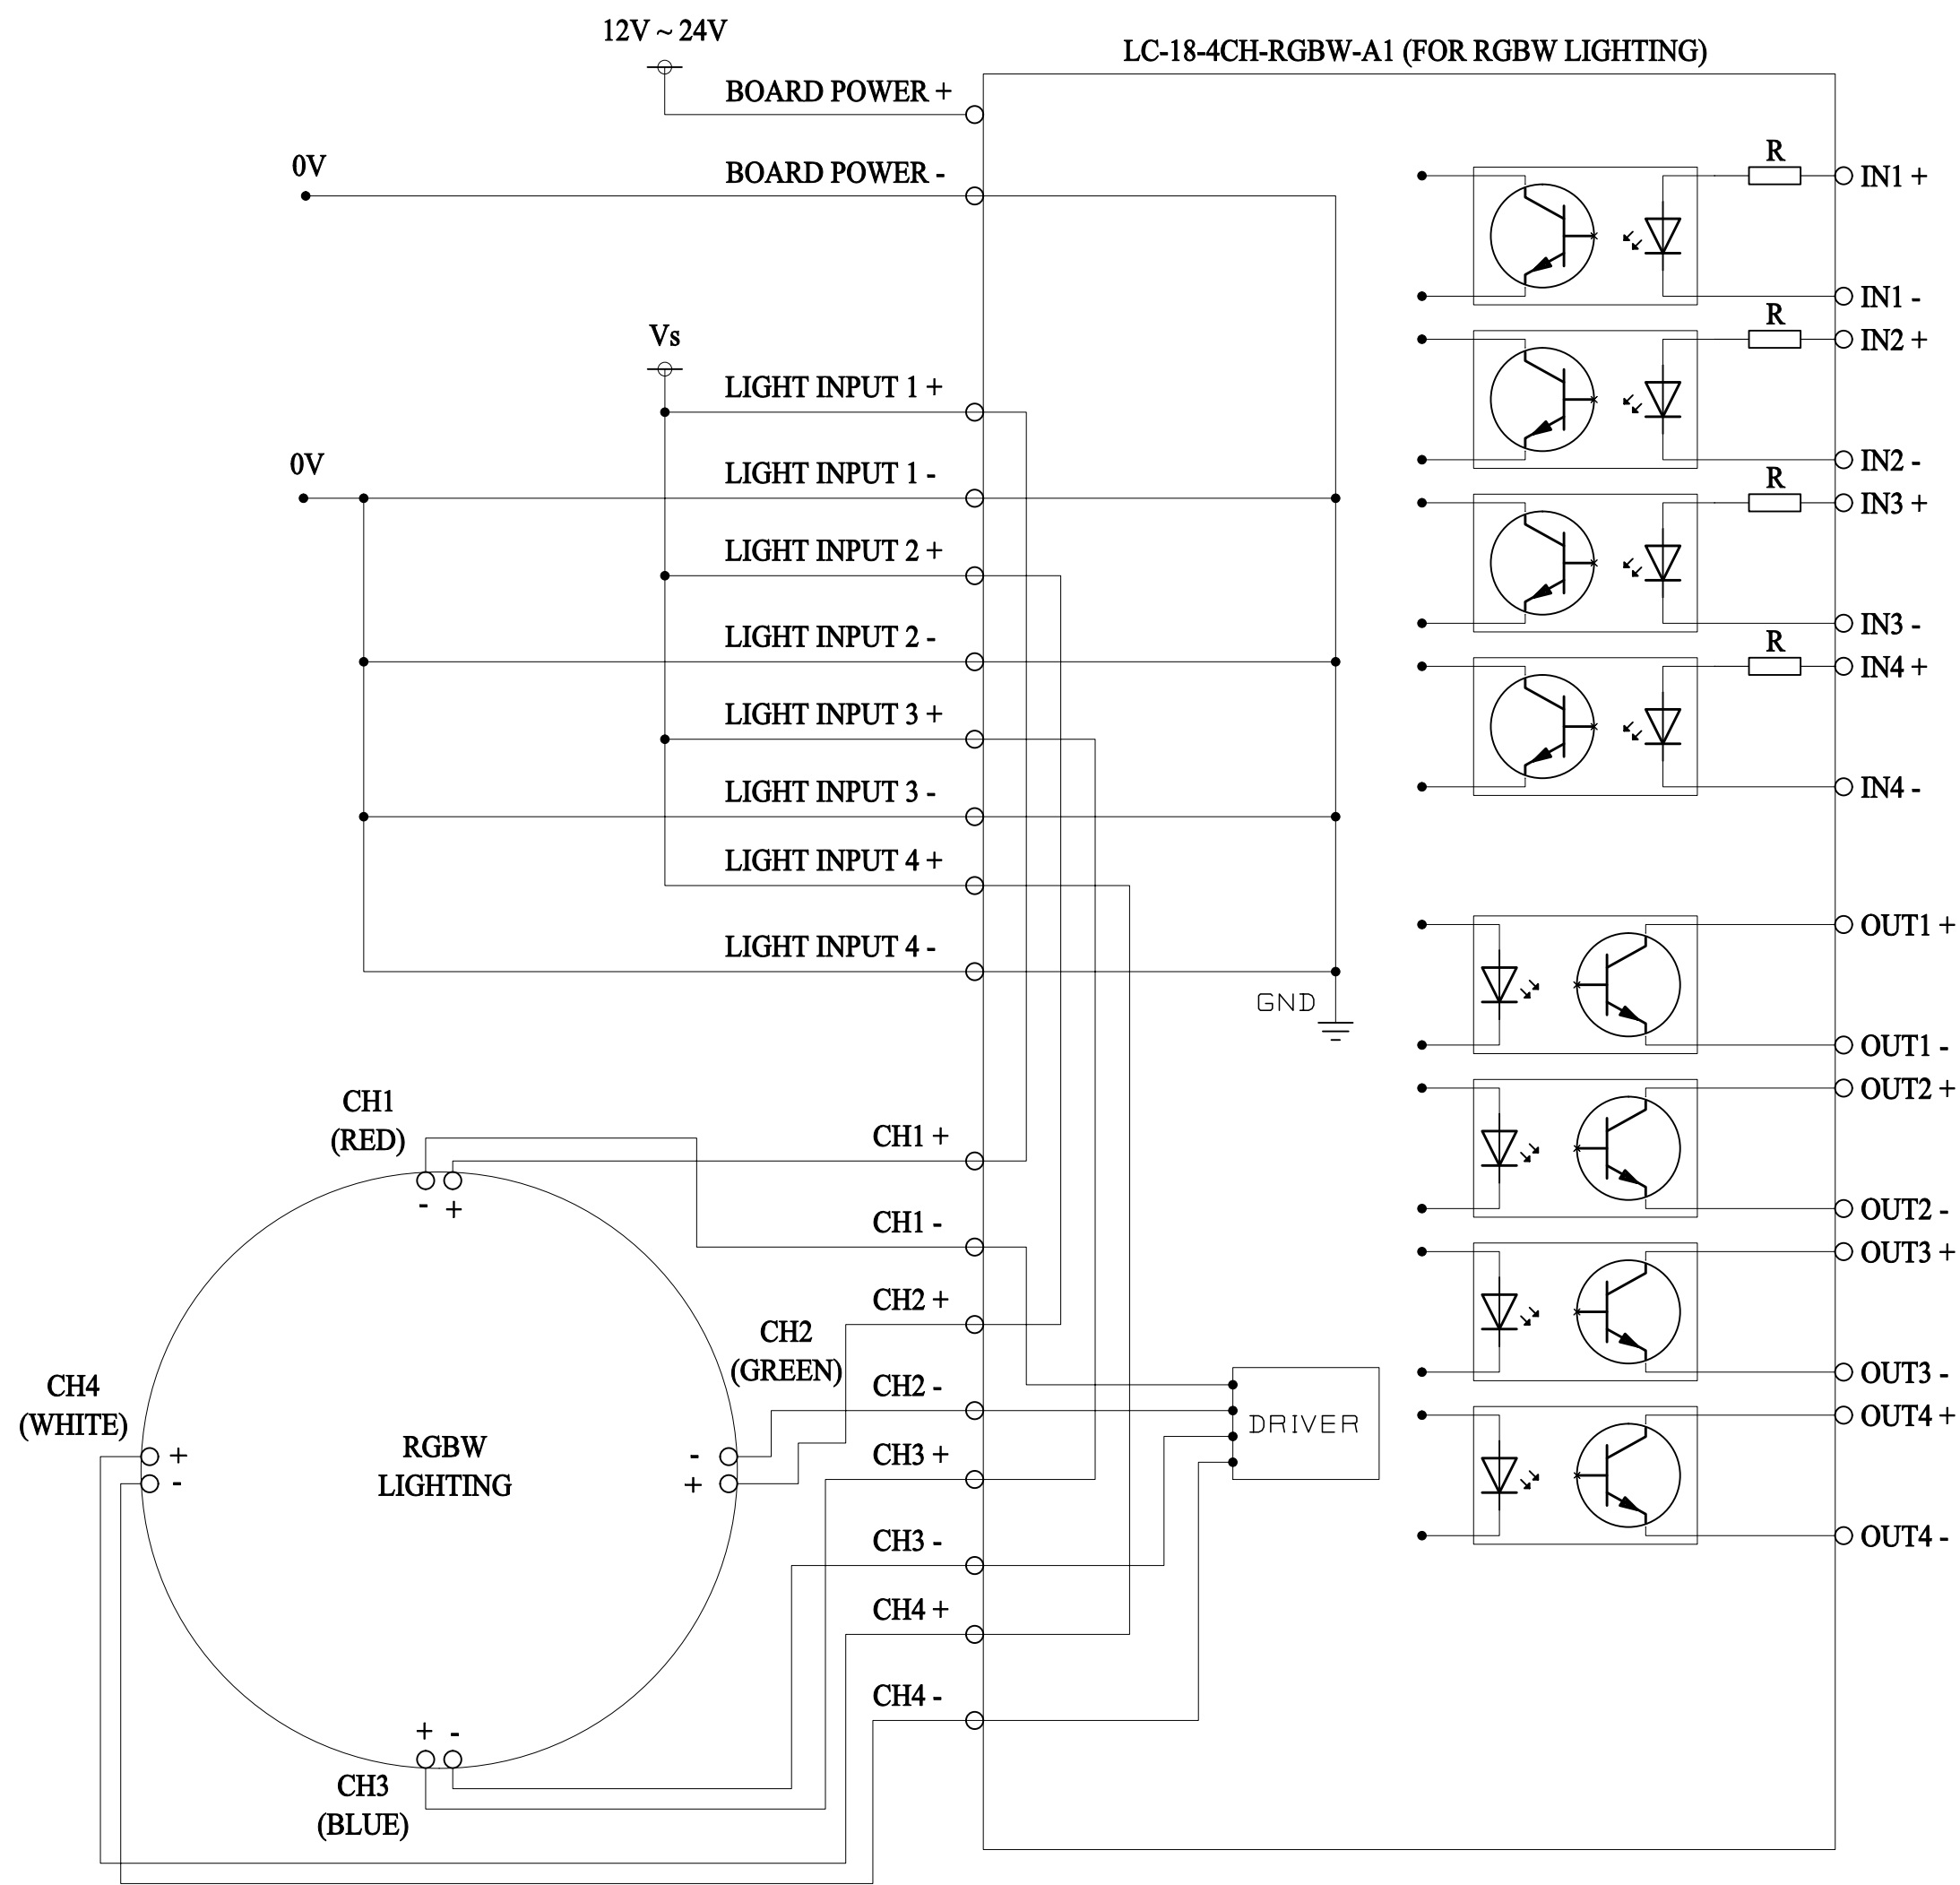 12V ~ 24V
LC-18-4CH-RGBW-A1 (FOR RGBW LIGHTING)
BOARD POWER +
0V
BOARD POWER -
Vs
LIGHT INPUT 1 +
0V
LIGHT INPUT 1 -
LIGHT INPUT 2 +
LIGHT INPUT 2 -
LIGHT INPUT 3 +
LIGHT INPUT 3 -
LIGHT INPUT 4 +
LIGHT INPUT 4 -
GND
R
IN1 +
IN1 -
R
IN2 +
IN2 -
R
IN3 +
IN3 -
R
IN4 +
IN4 -
OUT1 +
OUT1 -
OUT2 +
OUT2 -
OUT3 +
OUT3 -
OUT4 +
OUT4 -
CH1
(RED)
- +
CH1 +
CH1 -
CH2 +
CH2
(GREEN)
CH2 -
CH3 +
CH3 -
CH4 +
CH4 -
DRIVER
CH4
(WHITE)
+
-
RGBW
LIGHTING
-
+
+ -
CH3
(BLUE)